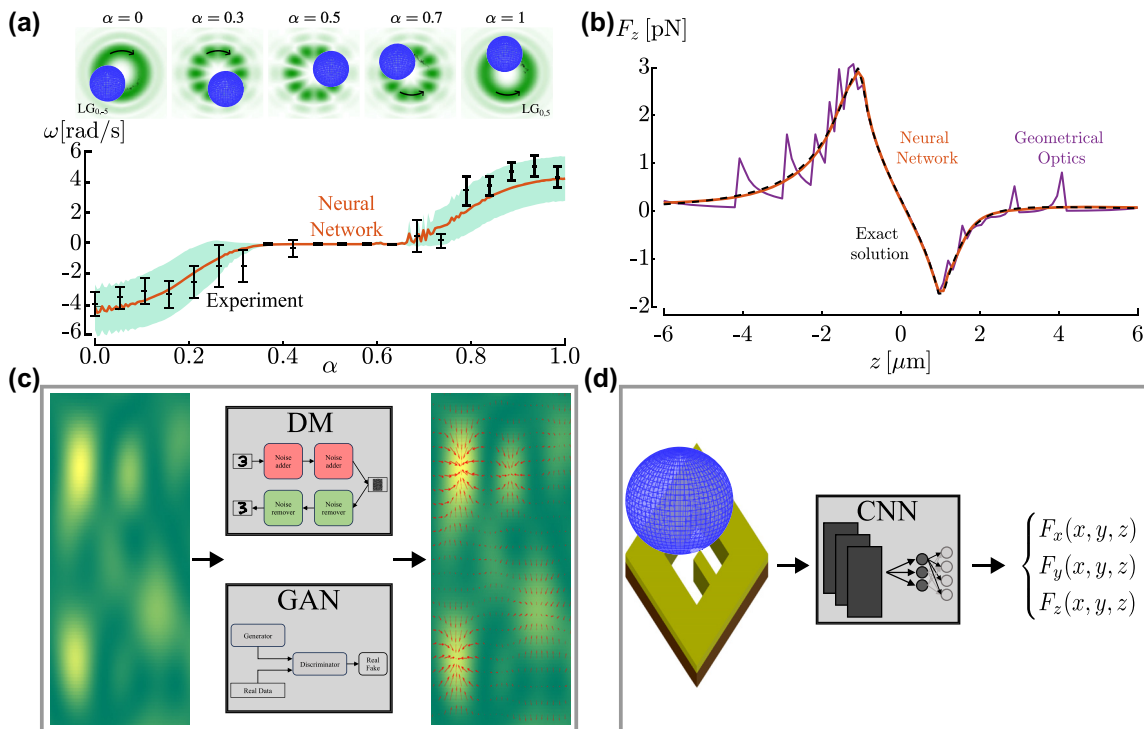 (a)
α = 0
α = 0.3
α = 0.5
α = 0.7
α = 1
LG0,-5
LG0,5
ω[rad/s]
6
4
2
0
-2
-4
-6
Neural
Network
Experiment
0.0
0.2
0.4
0.6
0.8
1.0
α
(b)
Fz [pN]
3
2
1
0
-1
-2
Neural
Network
Geometrical
Optics
Exact
solution
-6
-4
-2
0
2
4
6
z [μm]
(c)
DM
3
Noise
adder
Noise
adder
3
Noise
remover
Noise
remover
GAN
Generator
Discriminator
Real
Fake
Real Data
(d)
CNN
Fx(x, y, z)
Fy(x, y, z)
Fz(x, y, z)